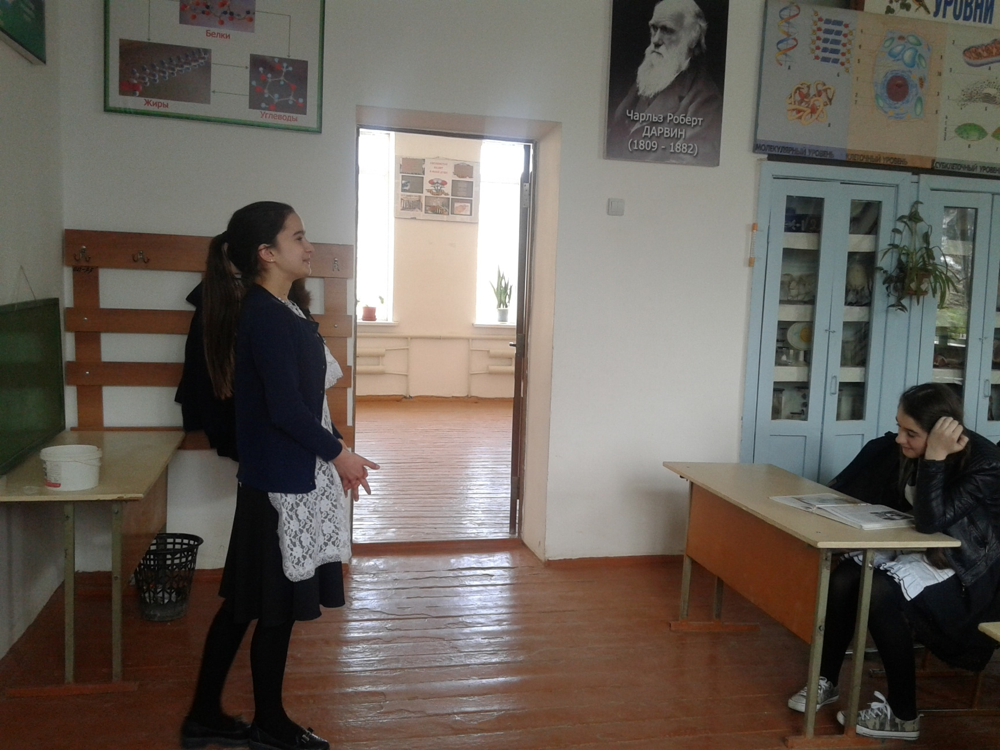 Белки
Жиры
Углеводы
Чарльз Роберт
ДАРВИН
(1809 - 1882)
УРОВНИ
МОЛЕКУЛЯРНЫЙ УРОВЕНЬ
КЛЕТОЧНЫЙ УРОВЕНЬ
СУБКЛЕТОЧНЫЙ УРОВЕНЬ